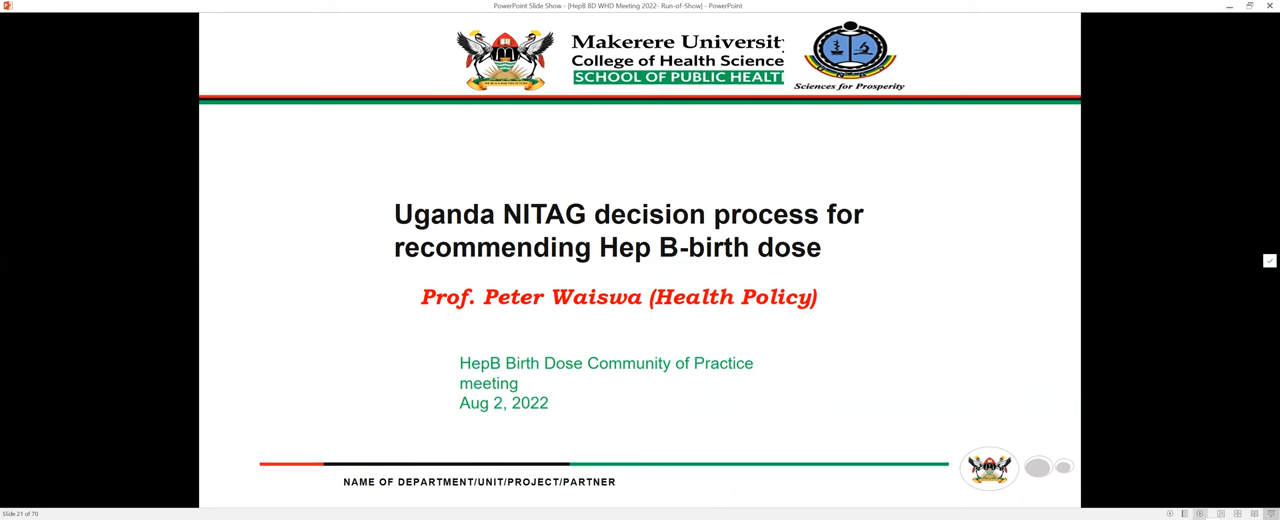 PowerPoint Slide Show - [HepB BD WHD Meeting 2022- Run-of-Show] - PowerPoint
Makerere Universit
College of Health Science
SCHOOL OF PUBLIC HEALT
Sciences for Prosperity
Uganda NITAG decision process for
recommending Hep B-birth dose
Prof. Peter Waiswa (Health Policy)
HepB Birth Dose Community of Practice
meeting
Aug 2, 2022
NAME OF DEPARTMENT/UNIT/PROJECT/PARTNER
Slide 21 of 70